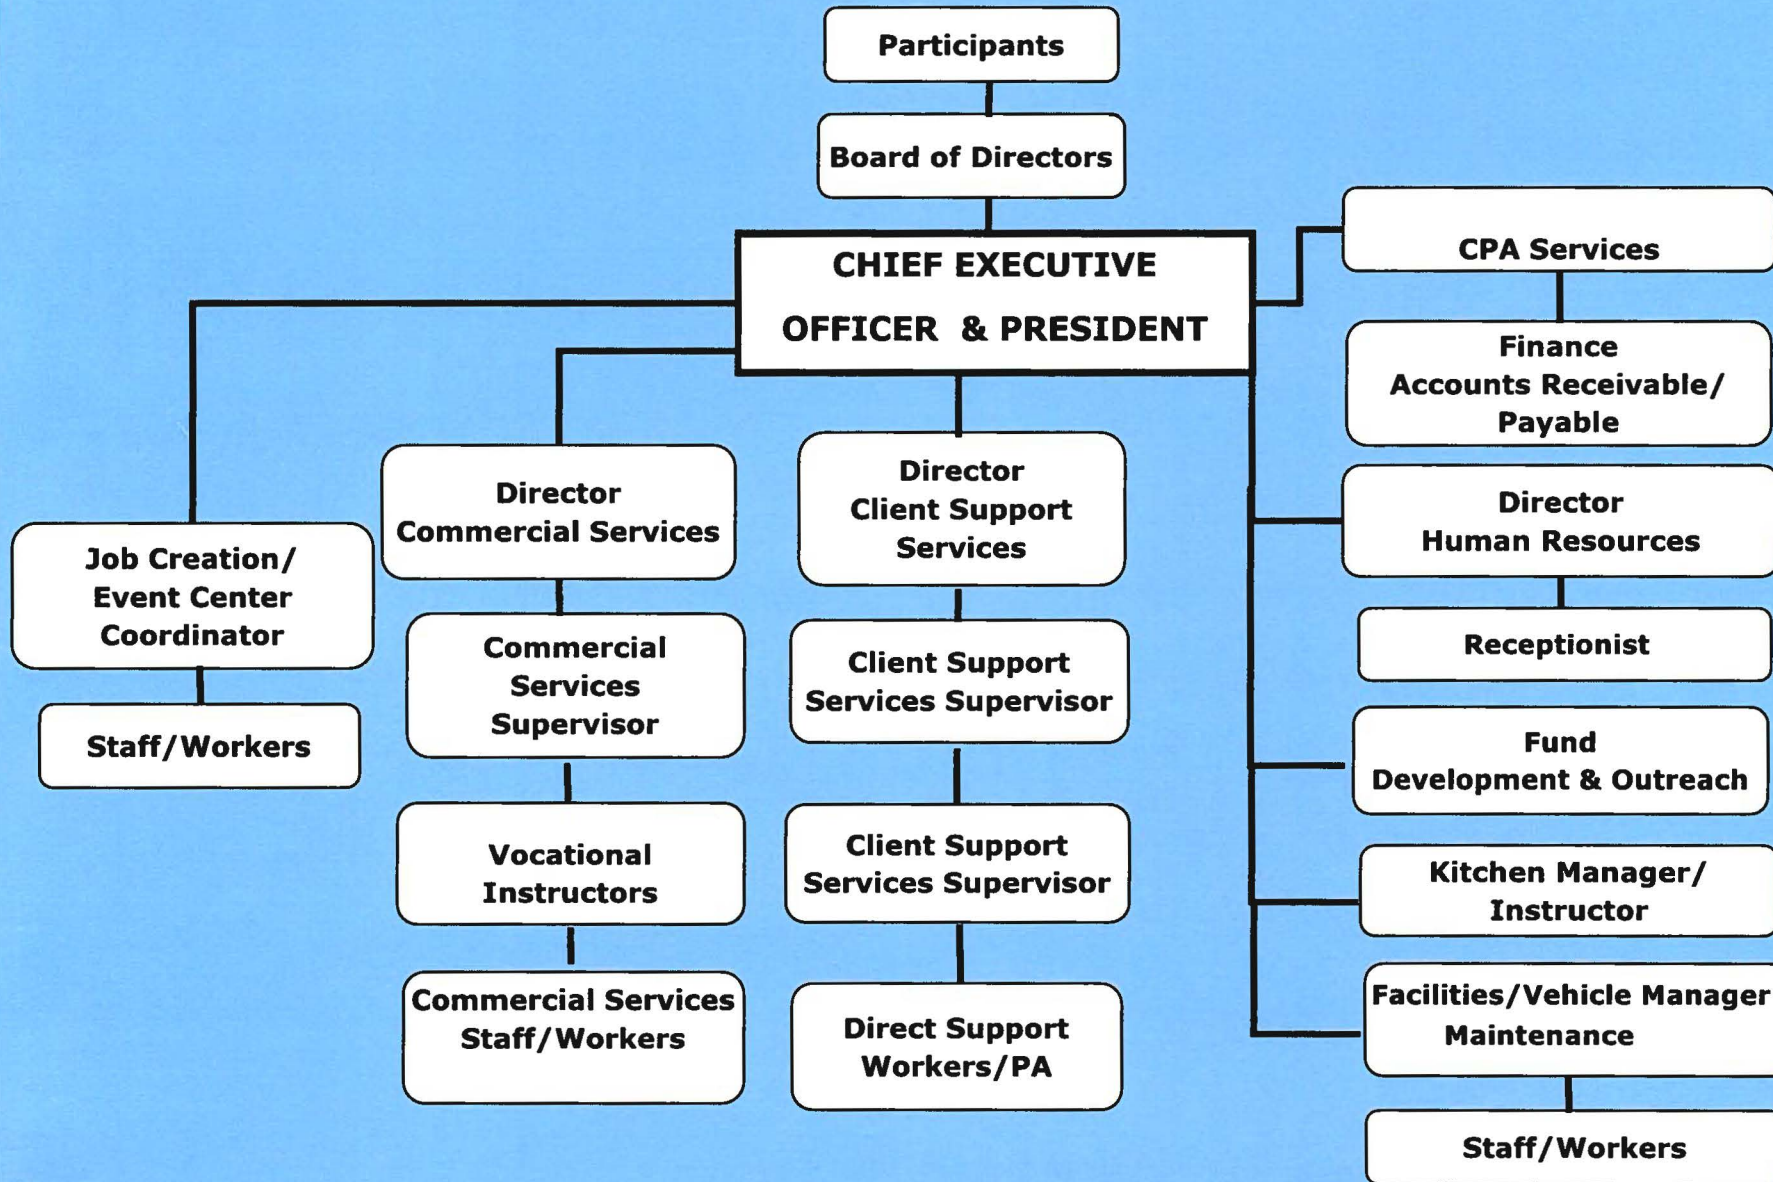 Participants
Board of Directors
CHIEF EXECUTIVE
OFFICER & PRESIDENT
Job Creation/
Event Center
Coordinator
Staff/Workers
Director
Commercial Services
Commercial
Services
Supervisor
Vocational
Instructors
Commercial Services
Staff/Workers
Director
Client Support
Services
Client Support
Services Supervisor
Client Support
Services Supervisor
Direct Support
Workers/PA
CPA Services
Finance
Accounts Receivable/
Payable
Director
Human Resources
Receptionist
Fund
Development & Outreach
Kitchen Manager/
Instructor
Facilities/Vehicle Manager
Maintenance
Staff/Workers